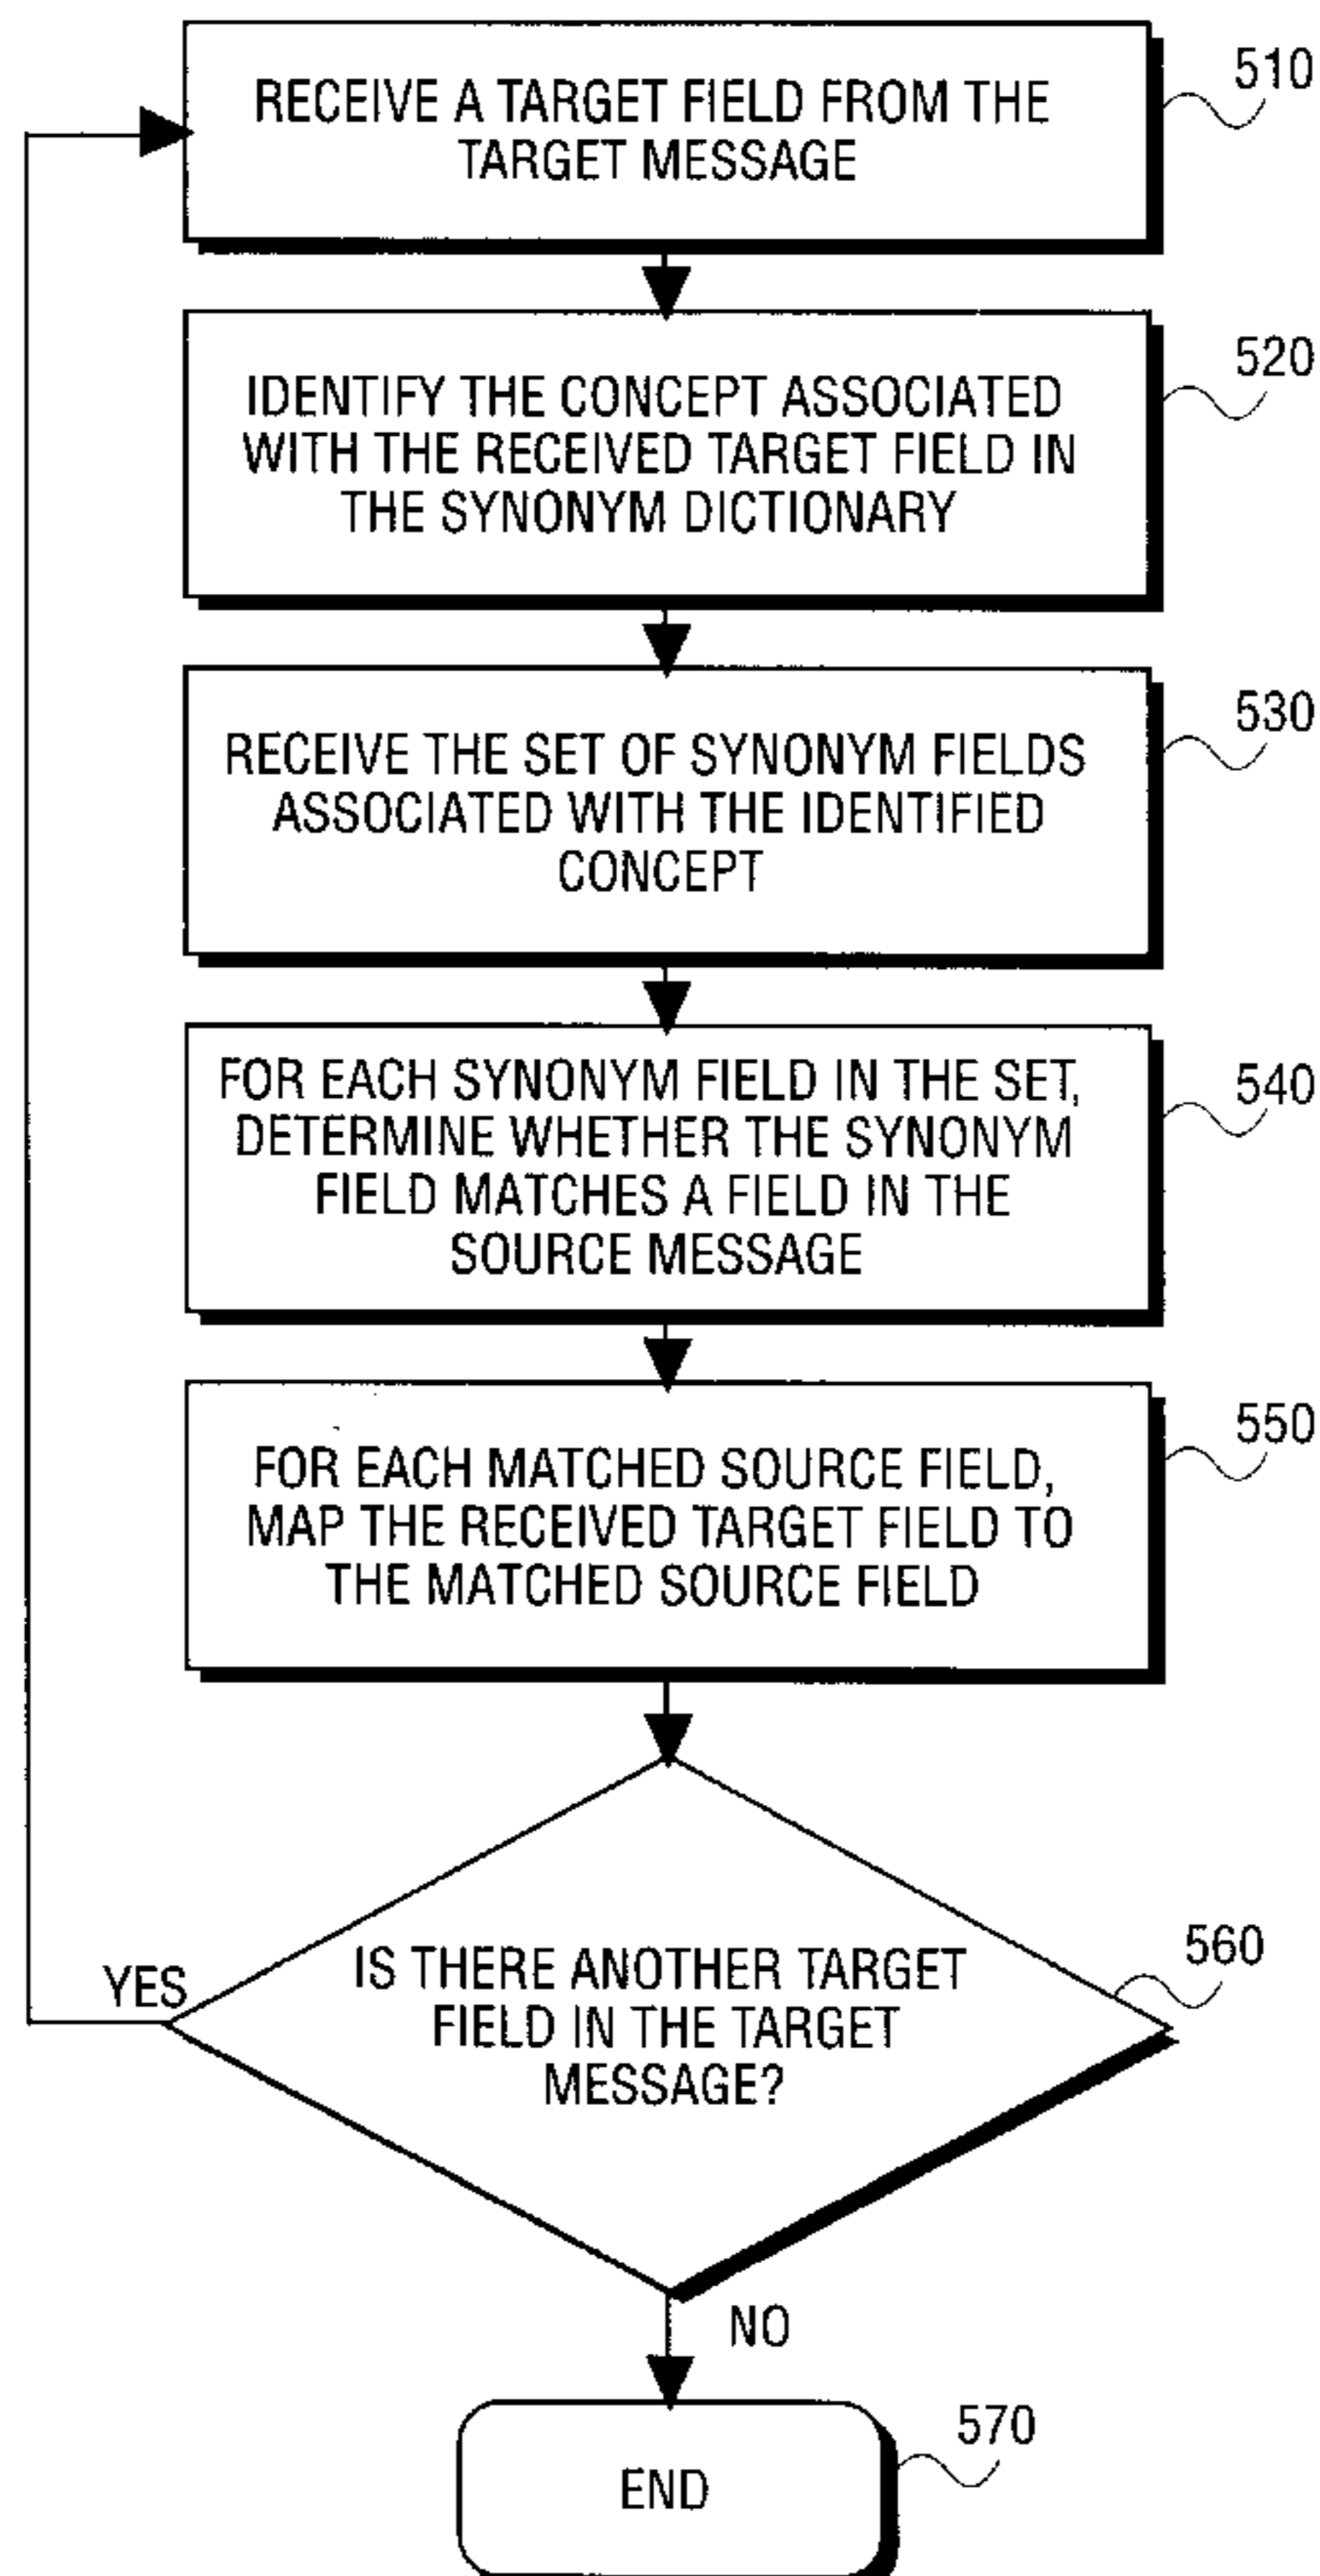 RECEIVE A TARGET FIELD FROM THE
TARGET MESSAGE
510
IDENTIFY THE CONCEPT ASSOCIATED
WITH THE RECEIVED TARGET FIELD IN
THE SYNONYM DICTIONARY
520
RECEIVE THE SET OF SYNONYM FIELDS
ASSOCIATED WITH THE IDENTIFIED
CONCEPT
530
FOR EACH SYNONYM FIELD IN THE SET,
DETERMINE WHETHER THE SYNONYM
FIELD MATCHES A FIELD IN THE
SOURCE MESSAGE
540
FOR EACH MATCHED SOURCE FIELD,
MAP THE RECEIVED TARGET FIELD TO
THE MATCHED SOURCE FIELD
550
IS THERE ANOTHER TARGET
FIELD IN THE TARGET
MESSAGE?
560
YES
NO
END
570